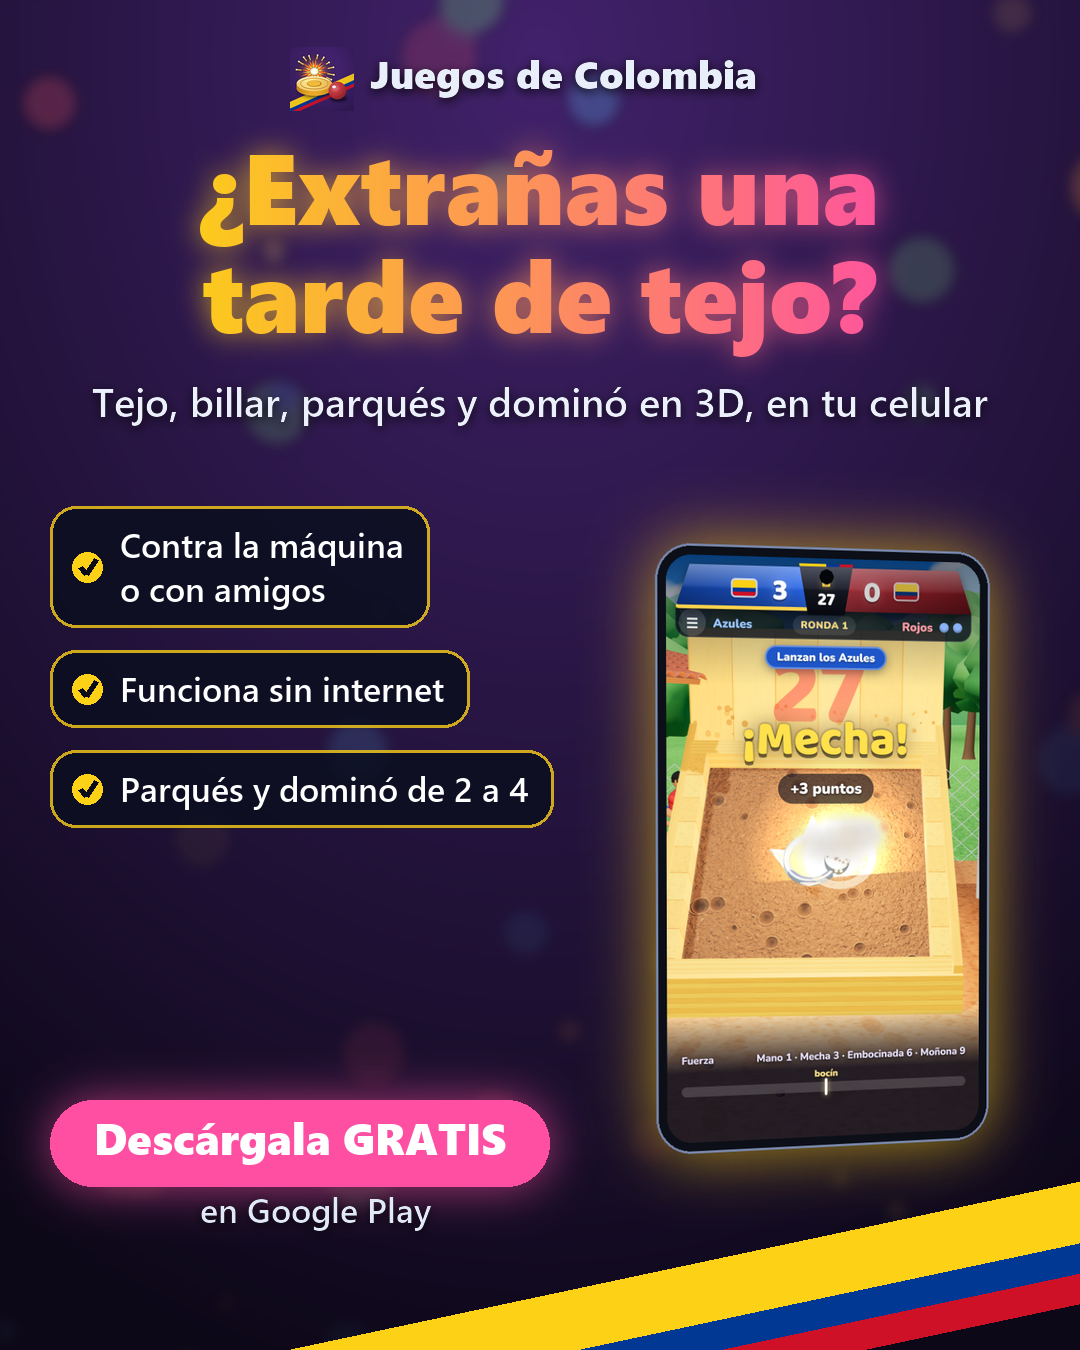 Juegos de Colombia
¿Extrañas una
tarde de tejo?
Tejo, billar, parqués y dominó en 3D, en tu celular
Contra la máquina
o con amigos
Funciona sin internet
Parqués y dominó de 2 a 4
3
27
0
Azules
RONDA 1
Rojos
Lanzan los Azules
27
¡Mecha!
+3 puntos
Fuerza
Mano 1 · Mecha 3 · Embocinada 6 · Moñona 9
bocín
Descárgala GRATIS
en Google Play